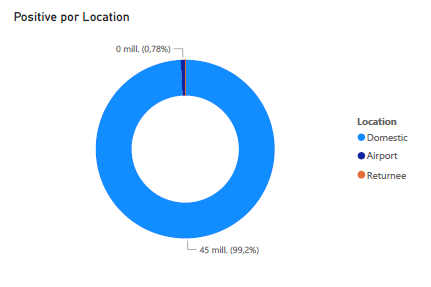 Positive por Location
0 mill. (0,78%)
Location
Domestic
Airport
Returnee
45 mill. (99,2%)